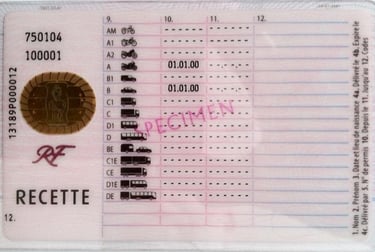 750104
100001
13189P0000012
RF
RECETTE
12.
9. 10. 11. 12.
AM
A1
A2
A 01.01.00
B1
B 01.01.00
C1
C
D1
D
BE
C1E
CE
D1E
DE
SPECIMEN
1. Nom 2. Prénom 3. Date et lieu de naissance 4a. Délivré le 4b. Expire le
4c. Délivré par 5. N° de permis 10. Depuis le 11. Jusqu'au 12. Codes